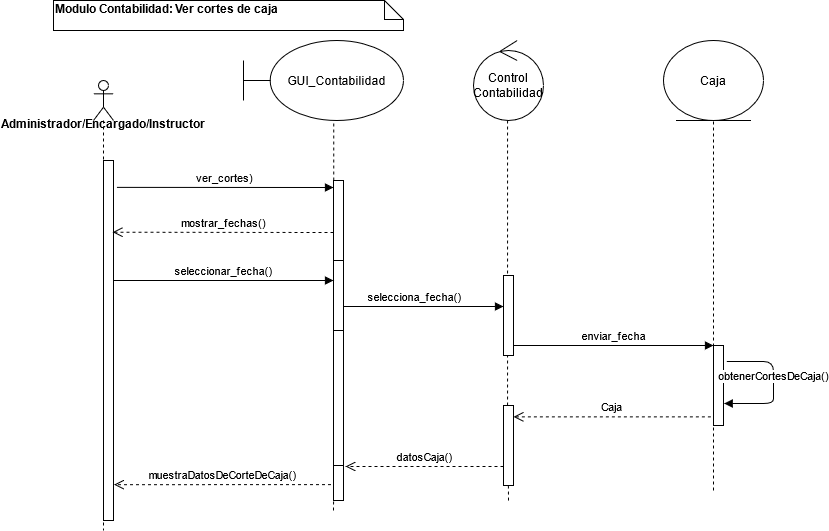 Modulo Contabilidad: Ver cortes de caja
GUI_Contabilidad
Control
Contabilidad
Caja
Administrador/Encargado/Instructor
ver_cortes)
mostrar_fechas()
seleccionar_fecha()
selecciona_fecha()
enviar_fecha
obtenerCortesDeCaja()
Caja
datosCaja()
muestraDatosDeCorteDeCaja()